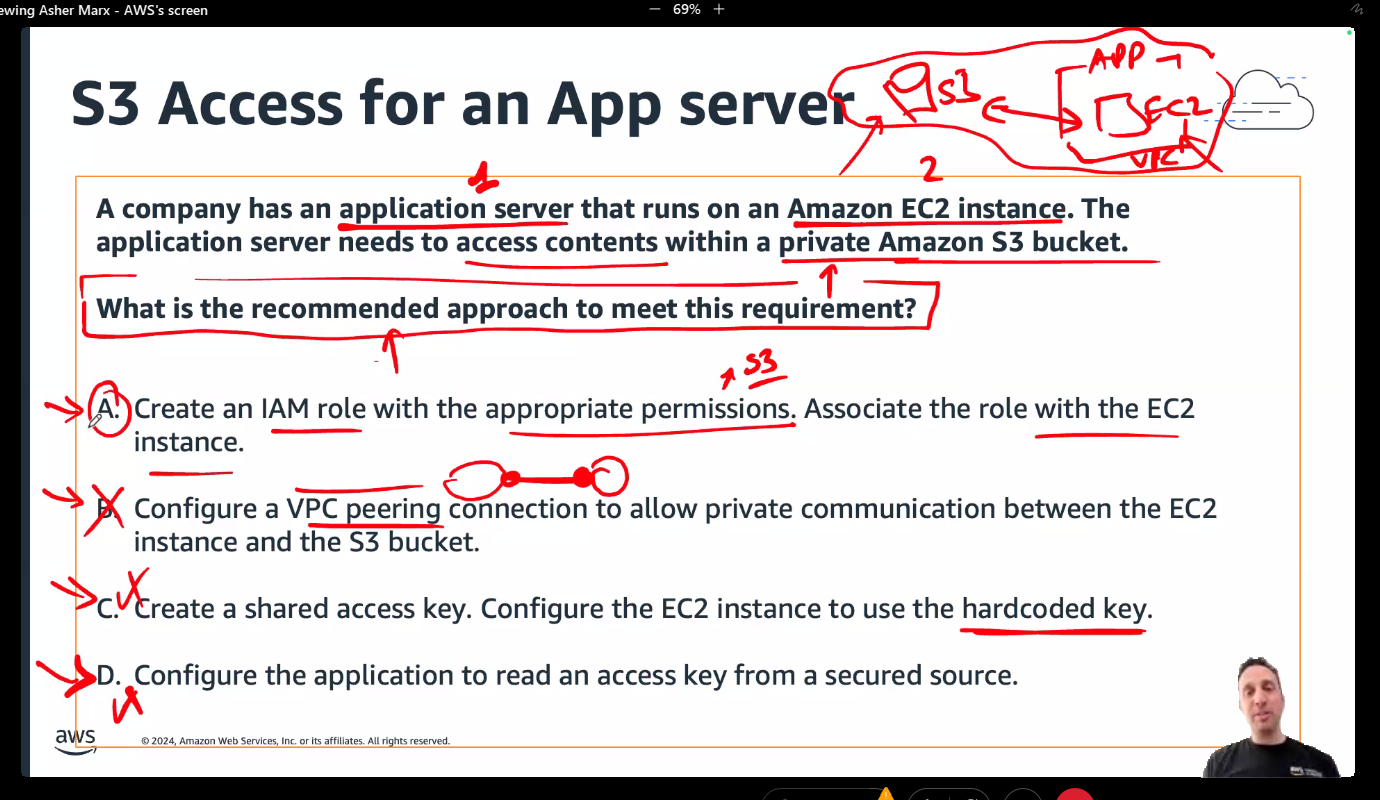 ewing Asher Marx - AWS's screen
— 69% +
S3 Access for an App server
S3
APP
EC2
VPC
1
2
A company has an application server that runs on an Amazon EC2 instance. The
application server needs to access contents within a private Amazon S3 bucket.
What is the recommended approach to meet this requirement?
S3
A. Create an IAM role with the appropriate permissions. Associate the role with the EC2
instance.
B. Configure a VPC peering connection to allow private communication between the EC2
instance and the S3 bucket.
C. Create a shared access key. Configure the EC2 instance to use the hardcoded key.
D. Configure the application to read an access key from a secured source.
aws
© 2024, Amazon Web Services, Inc. or its affiliates. All rights reserved.
aws